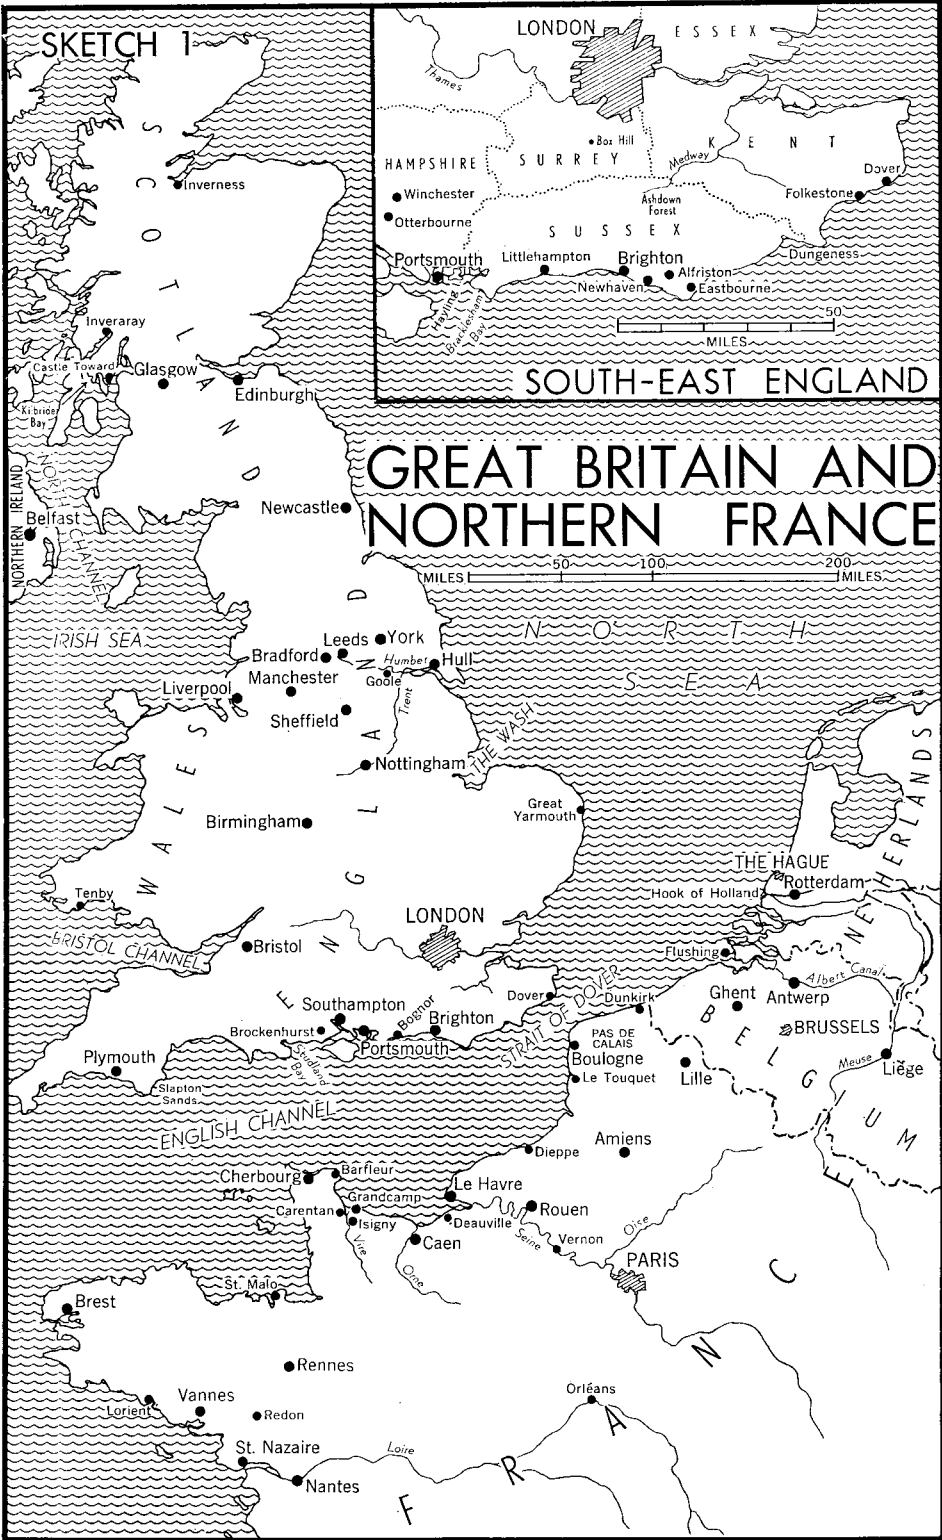 SKETCH 1
LONDON
ESSEX
Thames
Box Hill
KENT
HAMPSHIRE
SURREY
Medway
Dover
Winchester
Ashdown
Forest
Folkestone
Otterbourne
SUSSEX
Portsmouth
Littlehampton
Brighton
Dungeness
Alfriston
Newhaven
Eastbourne
Hayling I.
Bracklesham
Bay
50
MILES
SOUTH-EAST ENGLAND
SCOTLAND
Inverness
Inveraray
Castle Toward
Glasgow
Edinburgh
Kilbride
Bay
GREAT BRITAIN AND
NORTHERN FRANCE
MILES
50
100
200
MILES
NORTHERN IRELAND
Belfast
NORTH CHANNEL
Newcastle
IRISH SEA
NORTH
SEA
ENGLAND
Leeds
York
Bradford
Humber
Hull
Goole
Manchester
Liverpool
Trent
Sheffield
THE WASH
Nottingham
WALES
Great
Yarmouth
Birmingham
NETHERLANDS
THE HAGUE
Rotterdam
Hook of Holland
Tenby
LONDON
BRISTOL CHANNEL
Bristol
Flushing
Albert Canal
Dover
STRAIT OF DOVER
Dunkirk
Ghent
Antwerp
Southampton
Bognor
Brighton
Brockenhurst
Portsmouth
Studland
Bay
PAS DE
CALAIS
BRUSSELS
BELGIUM
Boulogne
Plymouth
Meuse
Liège
Slapton
Sands
Le Touquet
Lille
ENGLISH CHANNEL
Amiens
Dieppe
Cherbourg
Barfleur
Le Havre
Grandcamp
Carentan
Isigny
Deauville
Rouen
Vire
Caen
Seine
Vernon
Oise
Orne
PARIS
St. Malo
Brest
Rennes
Orléans
Vannes
Lorient
Redon
St. Nazaire
Loire
Nantes
FRANCE